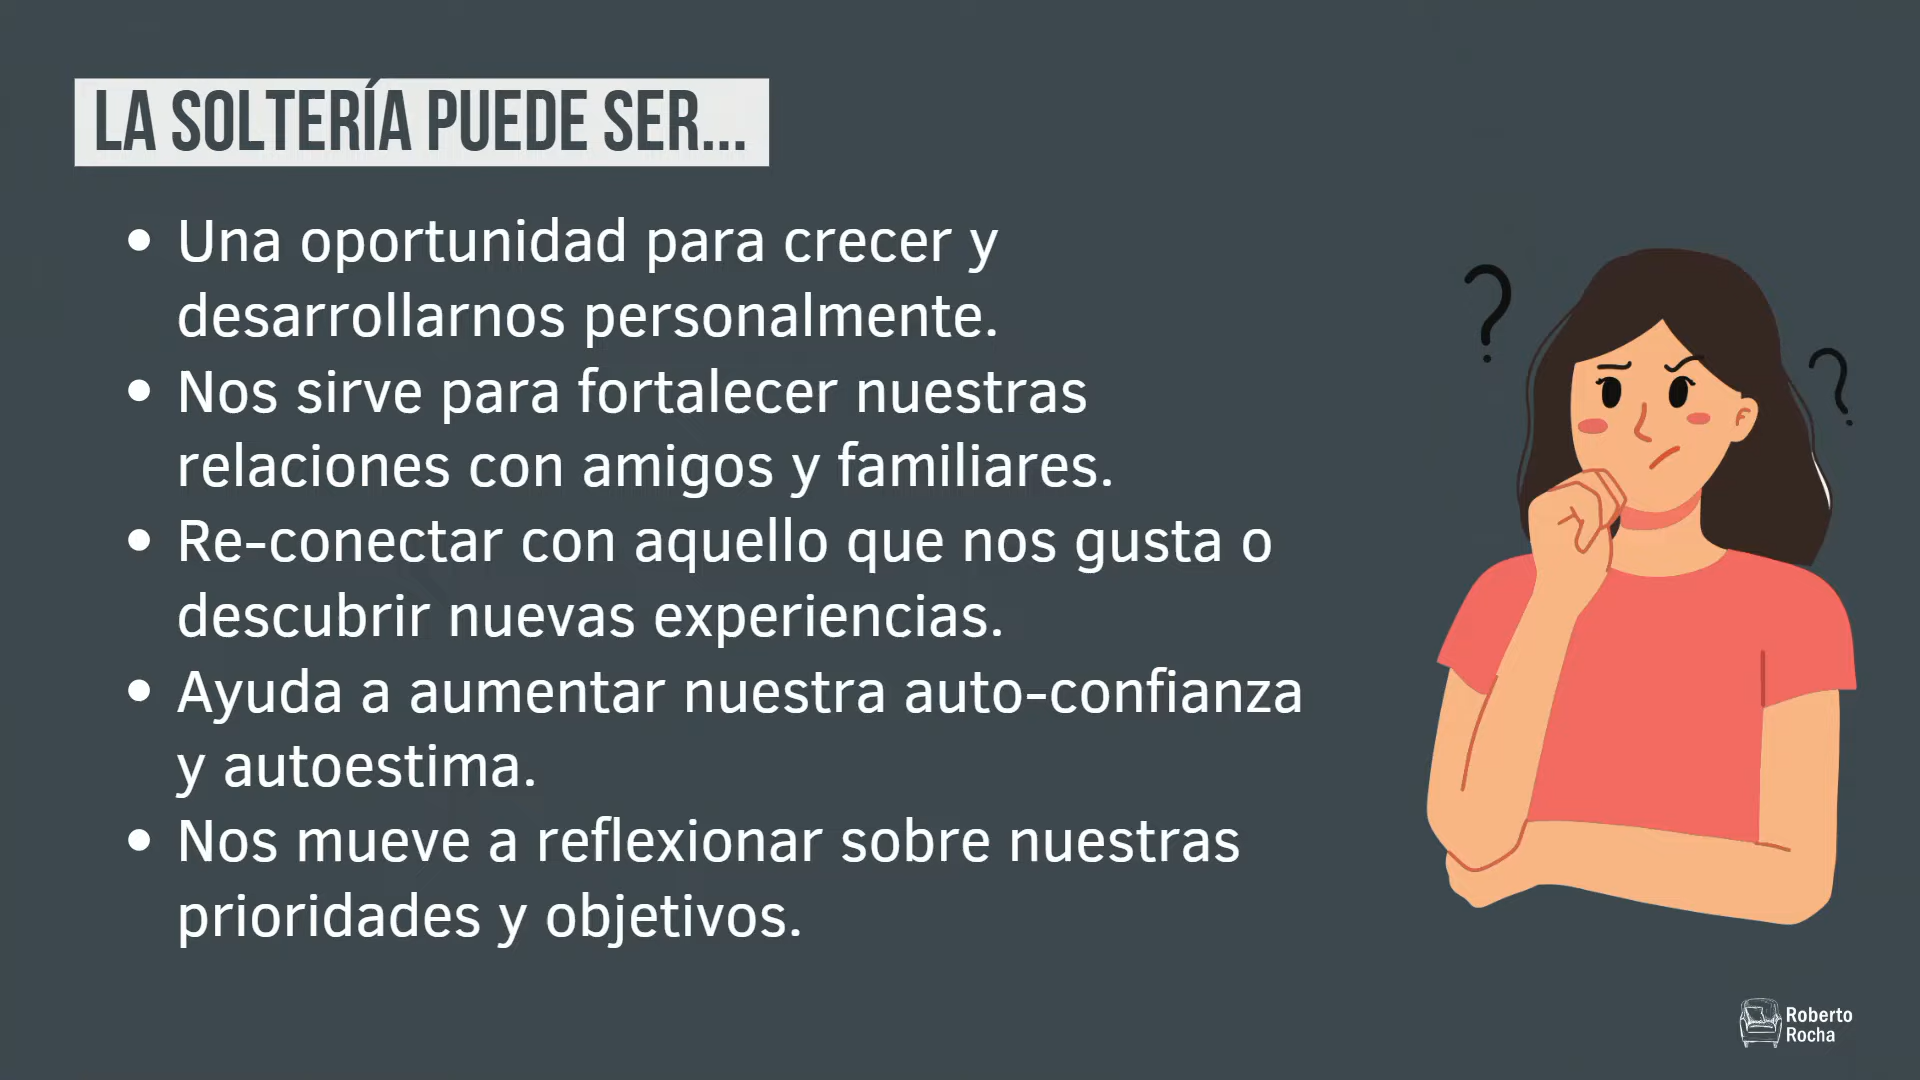 LA SOLTERÍA PUEDE SER...
• Una oportunidad para crecer y
desarrollarnos personalmente.
• Nos sirve para fortalecer nuestras
relaciones con amigos y familiares.
• Re-conectar con aquello que nos gusta o
descubrir nuevas experiencias.
• Ayuda a aumentar nuestra auto-confianza
y autoestima.
• Nos mueve a reflexionar sobre nuestras
prioridades y objetivos.
? ?
Roberto
Rocha